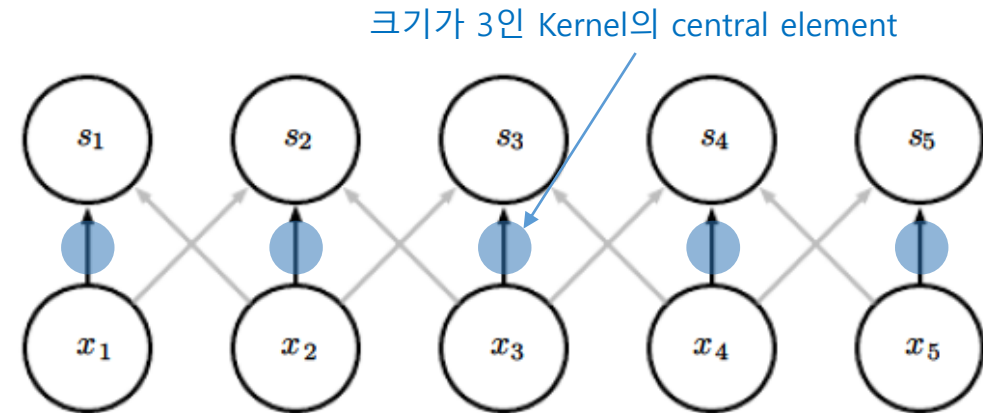 크기가 3인 Kernel의 central element
s1 s2 s3 s4 s5
x1 x2 x3 x4 x5